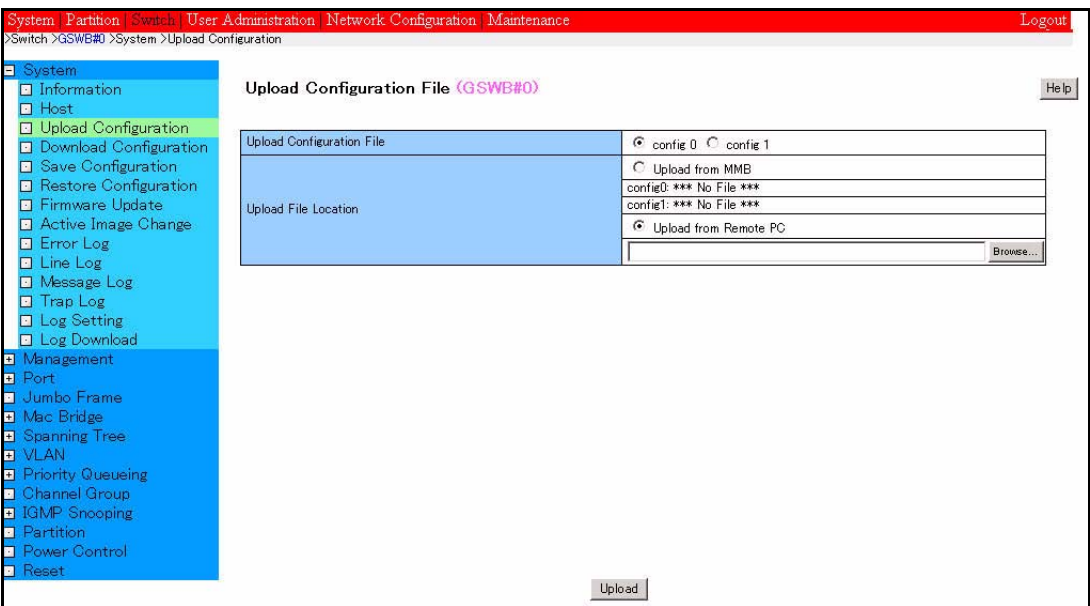 System | Partition | Switch | User Administration | Network Configuration | Maintenance Logout
>Switch >GSWB#0 >System >Upload Configuration
System
Information
Host
Upload Configuration
Download Configuration
Save Configuration
Restore Configuration
Firmware Update
Active Image Change
Error Log
Line Log
Message Log
Trap Log
Log Setting
Log Download
Management
Port
Jumbo Frame
Mac Bridge
Spanning Tree
VLAN
Priority Queueing
Channel Group
IGMP Snooping
Partition
Power Control
Reset
Upload Configuration File (GSWB#0)
Help
Upload Configuration File
config 0 config 1
Upload File Location
Upload from MMB
config0: *** No File ***
config1: *** No File ***
Upload from Remote PC
Browse...
Upload